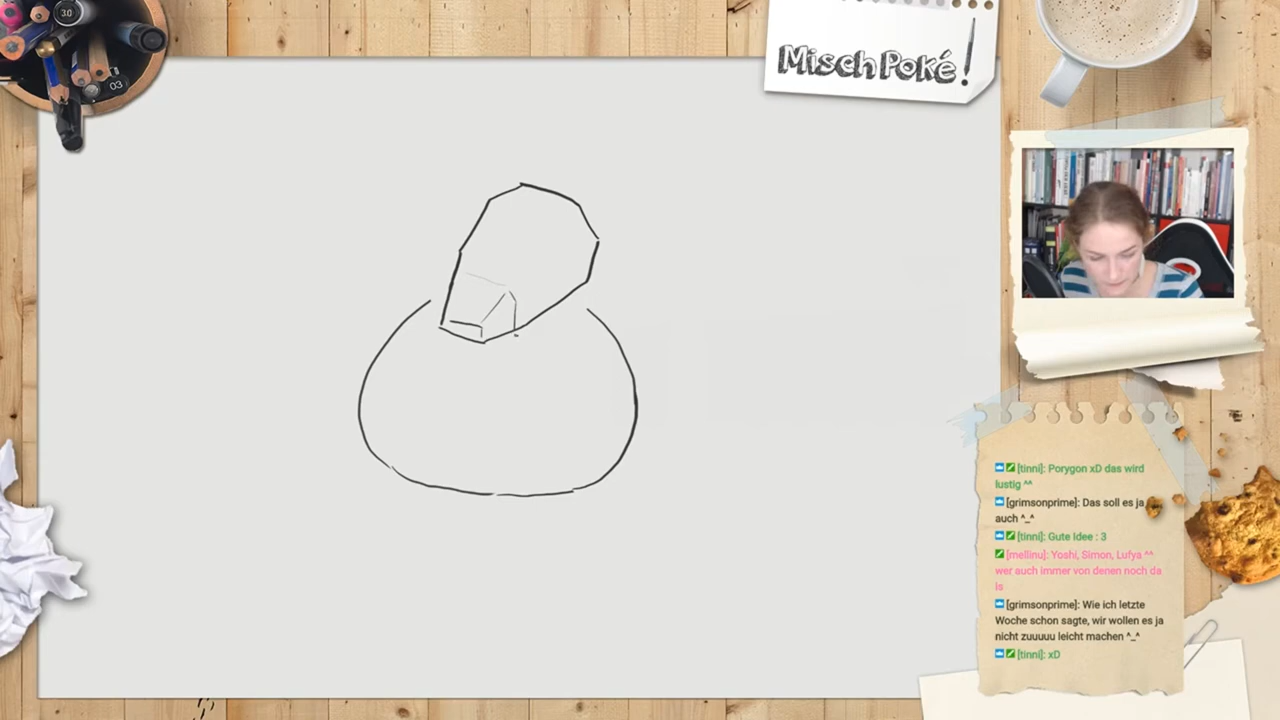 30
03
Misch Poké!
[tinni]: Porygon xD das wird
lustig ^^
[grimsonprime]: Das soll es ja
auch ^_^
[tinni]: Gute Idee : 3
[mellinu]: Yoshi, Simon, Lufya ^^
wer auch immer von denen noch da
is
[grimsonprime]: Wie ich letzte
Woche schon sagte, wir wollen es ja
nicht zuuuuu leicht machen ^_^
[tinni]: xD